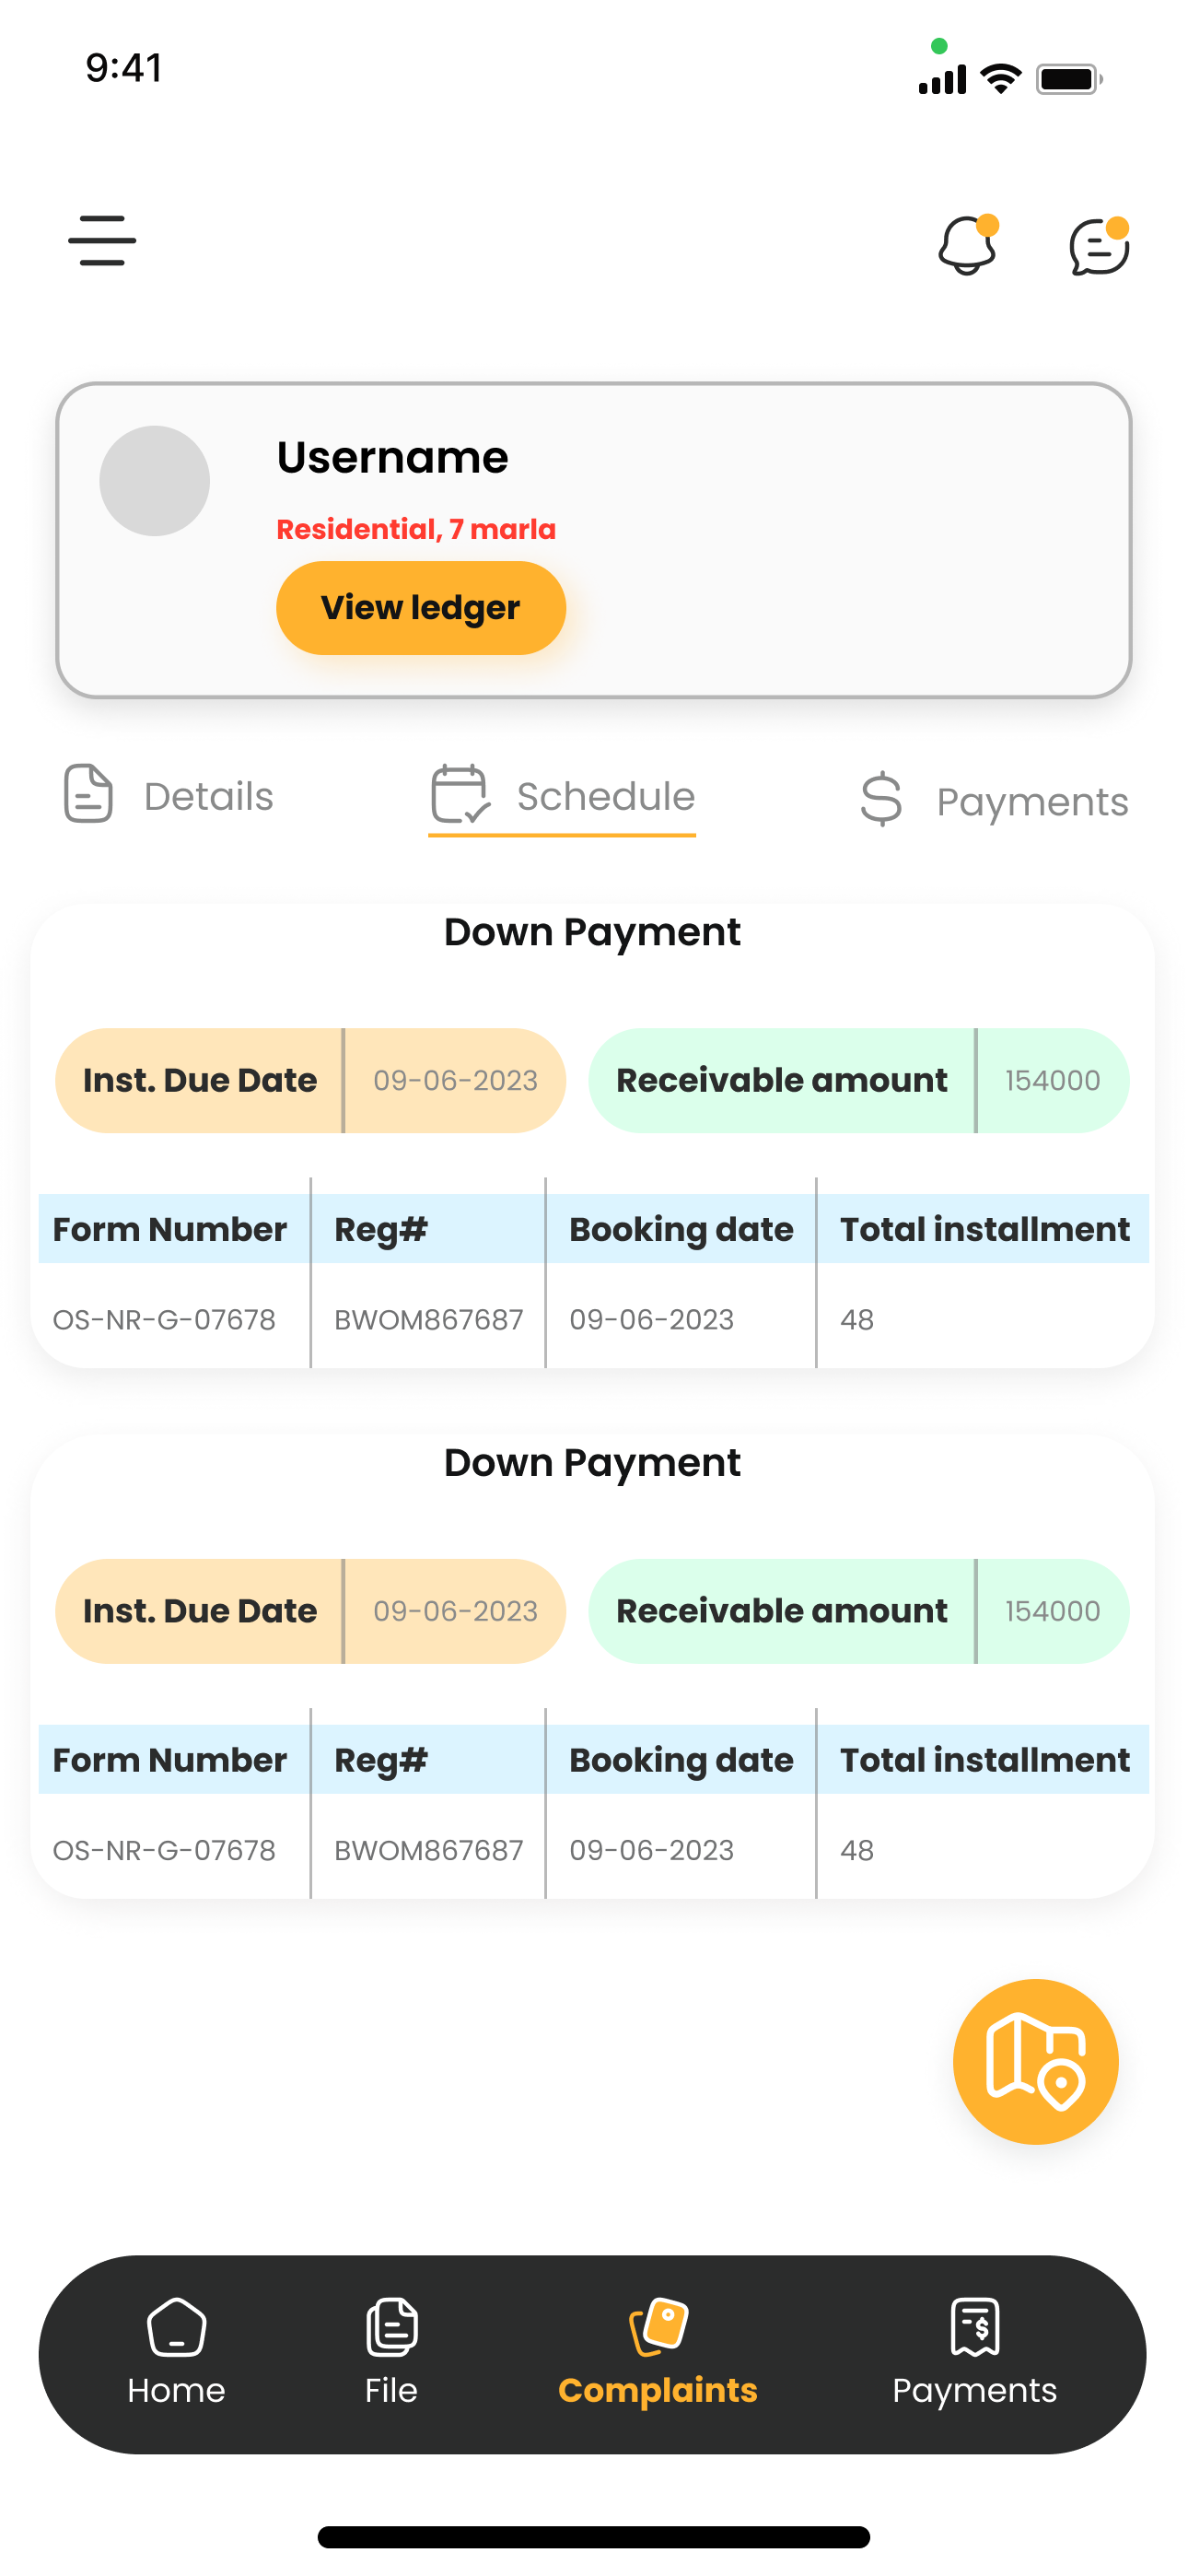 9:41
Username
Residential, 7 marla
View ledger
Details Schedule Payments
Down Payment
Inst. Due Date 09-06-2023 Receivable amount 154000
Form Number Reg# Booking date Total installment
OS-NR-G-07678 BWOM867687 09-06-2023 48
Down Payment
Inst. Due Date 09-06-2023 Receivable amount 154000
Form Number Reg# Booking date Total installment
OS-NR-G-07678 BWOM867687 09-06-2023 48
Home File Complaints Payments